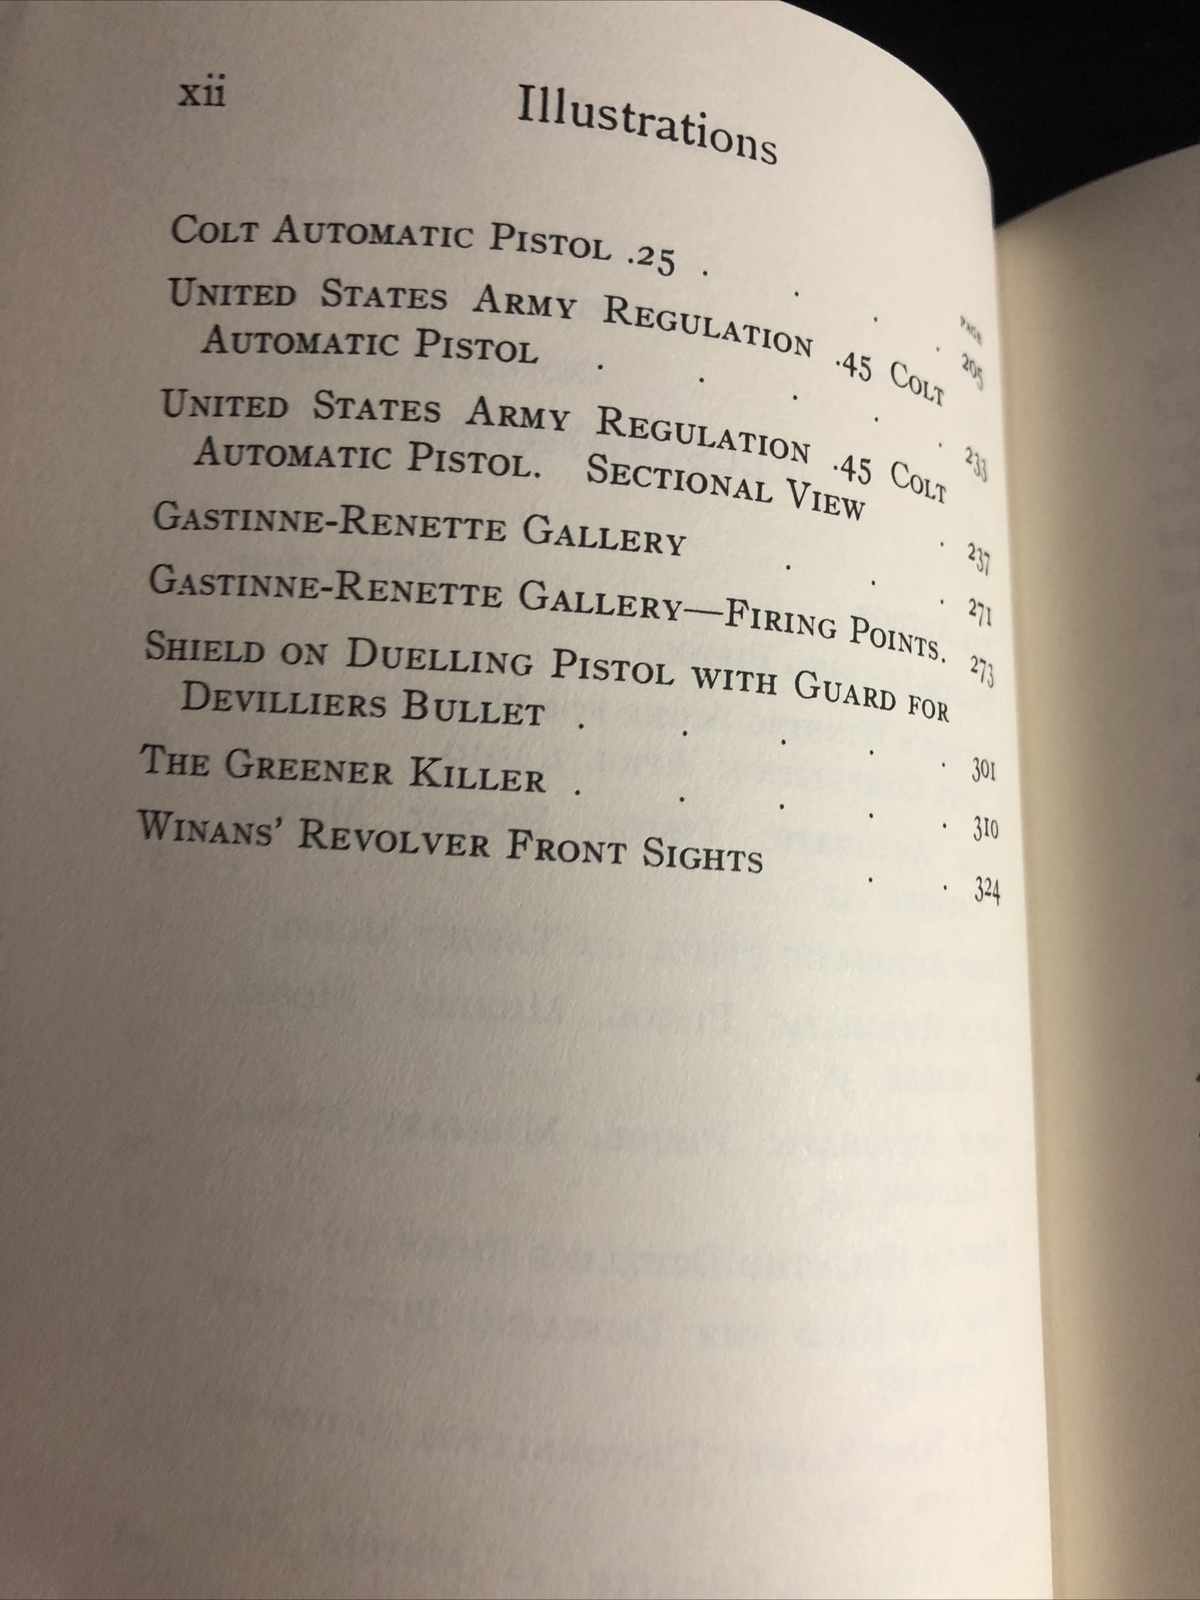 xii Illustrations
PAGE
COLT AUTOMATIC PISTOL .25 . . . . 205
UNITED STATES ARMY REGULATION .45 COLT
AUTOMATIC PISTOL . . . . . 233
UNITED STATES ARMY REGULATION .45 COLT
AUTOMATIC PISTOL. SECTIONAL VIEW . 237
GASTINNE-RENETTE GALLERY . . . 271
GASTINNE-RENETTE GALLERY—FIRING POINTS. 273
SHIELD ON DUELLING PISTOL WITH GUARD FOR
DEVILLIERS BULLET . . . . . 301
THE GREENER KILLER . . . . . 310
WINANS' REVOLVER FRONT SIGHTS . . 324